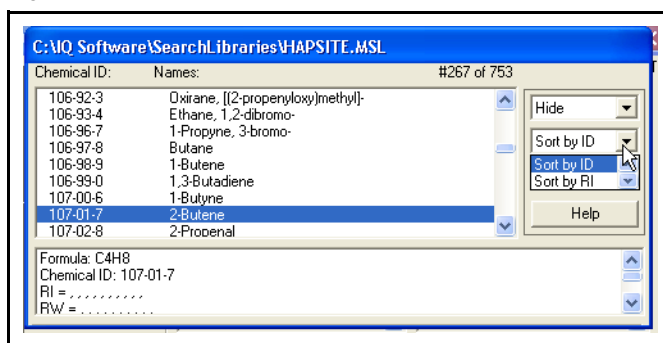 C:\IQ Software\SearchLibraries\HAPSITE.MSL
Chemical ID: Names: #267 of 753
106-92-3 Oxirane, [(2-propenyloxy)methyl]-
106-93-4 Ethane, 1,2-dibromo-
106-96-7 1-Propyne, 3-bromo-
106-97-8 Butane
106-98-9 1-Butene
106-99-0 1,3-Butadiene
107-00-6 1-Butyne
107-01-7 2-Butene
107-02-8 2-Propenal
Hide
Sort by ID
Sort by ID
Sort by RI
Help
Formula: C4H8
Chemical ID: 107-01-7
RI = , , , , , , , , , ,
RW = . . . . . . . . . .